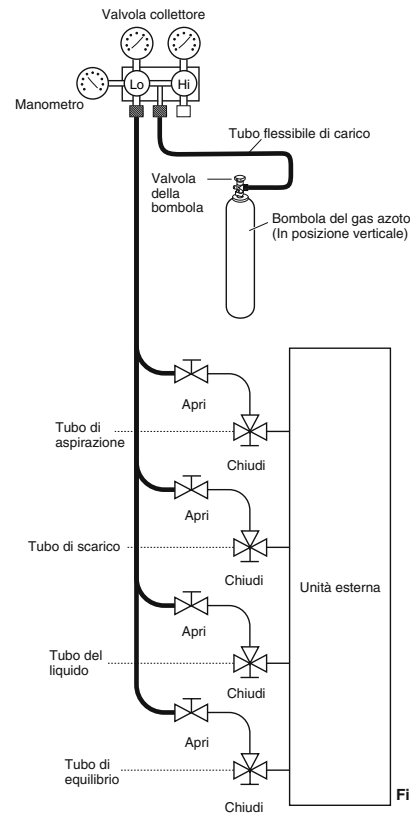 Valvola collettore
Lo
Hi
Manometro
Tubo flessibile di carico
Valvola
della
bombola
Bombola del gas azoto
(In posizione verticale)
Apri
Tubo di
aspirazione
Chiudi
Apri
Tubo di scarico
Chiudi
Unità esterna
Apri
Tubo del
liquido
Chiudi
Apri
Tubo di
equilibrio
Chiudi
Fi